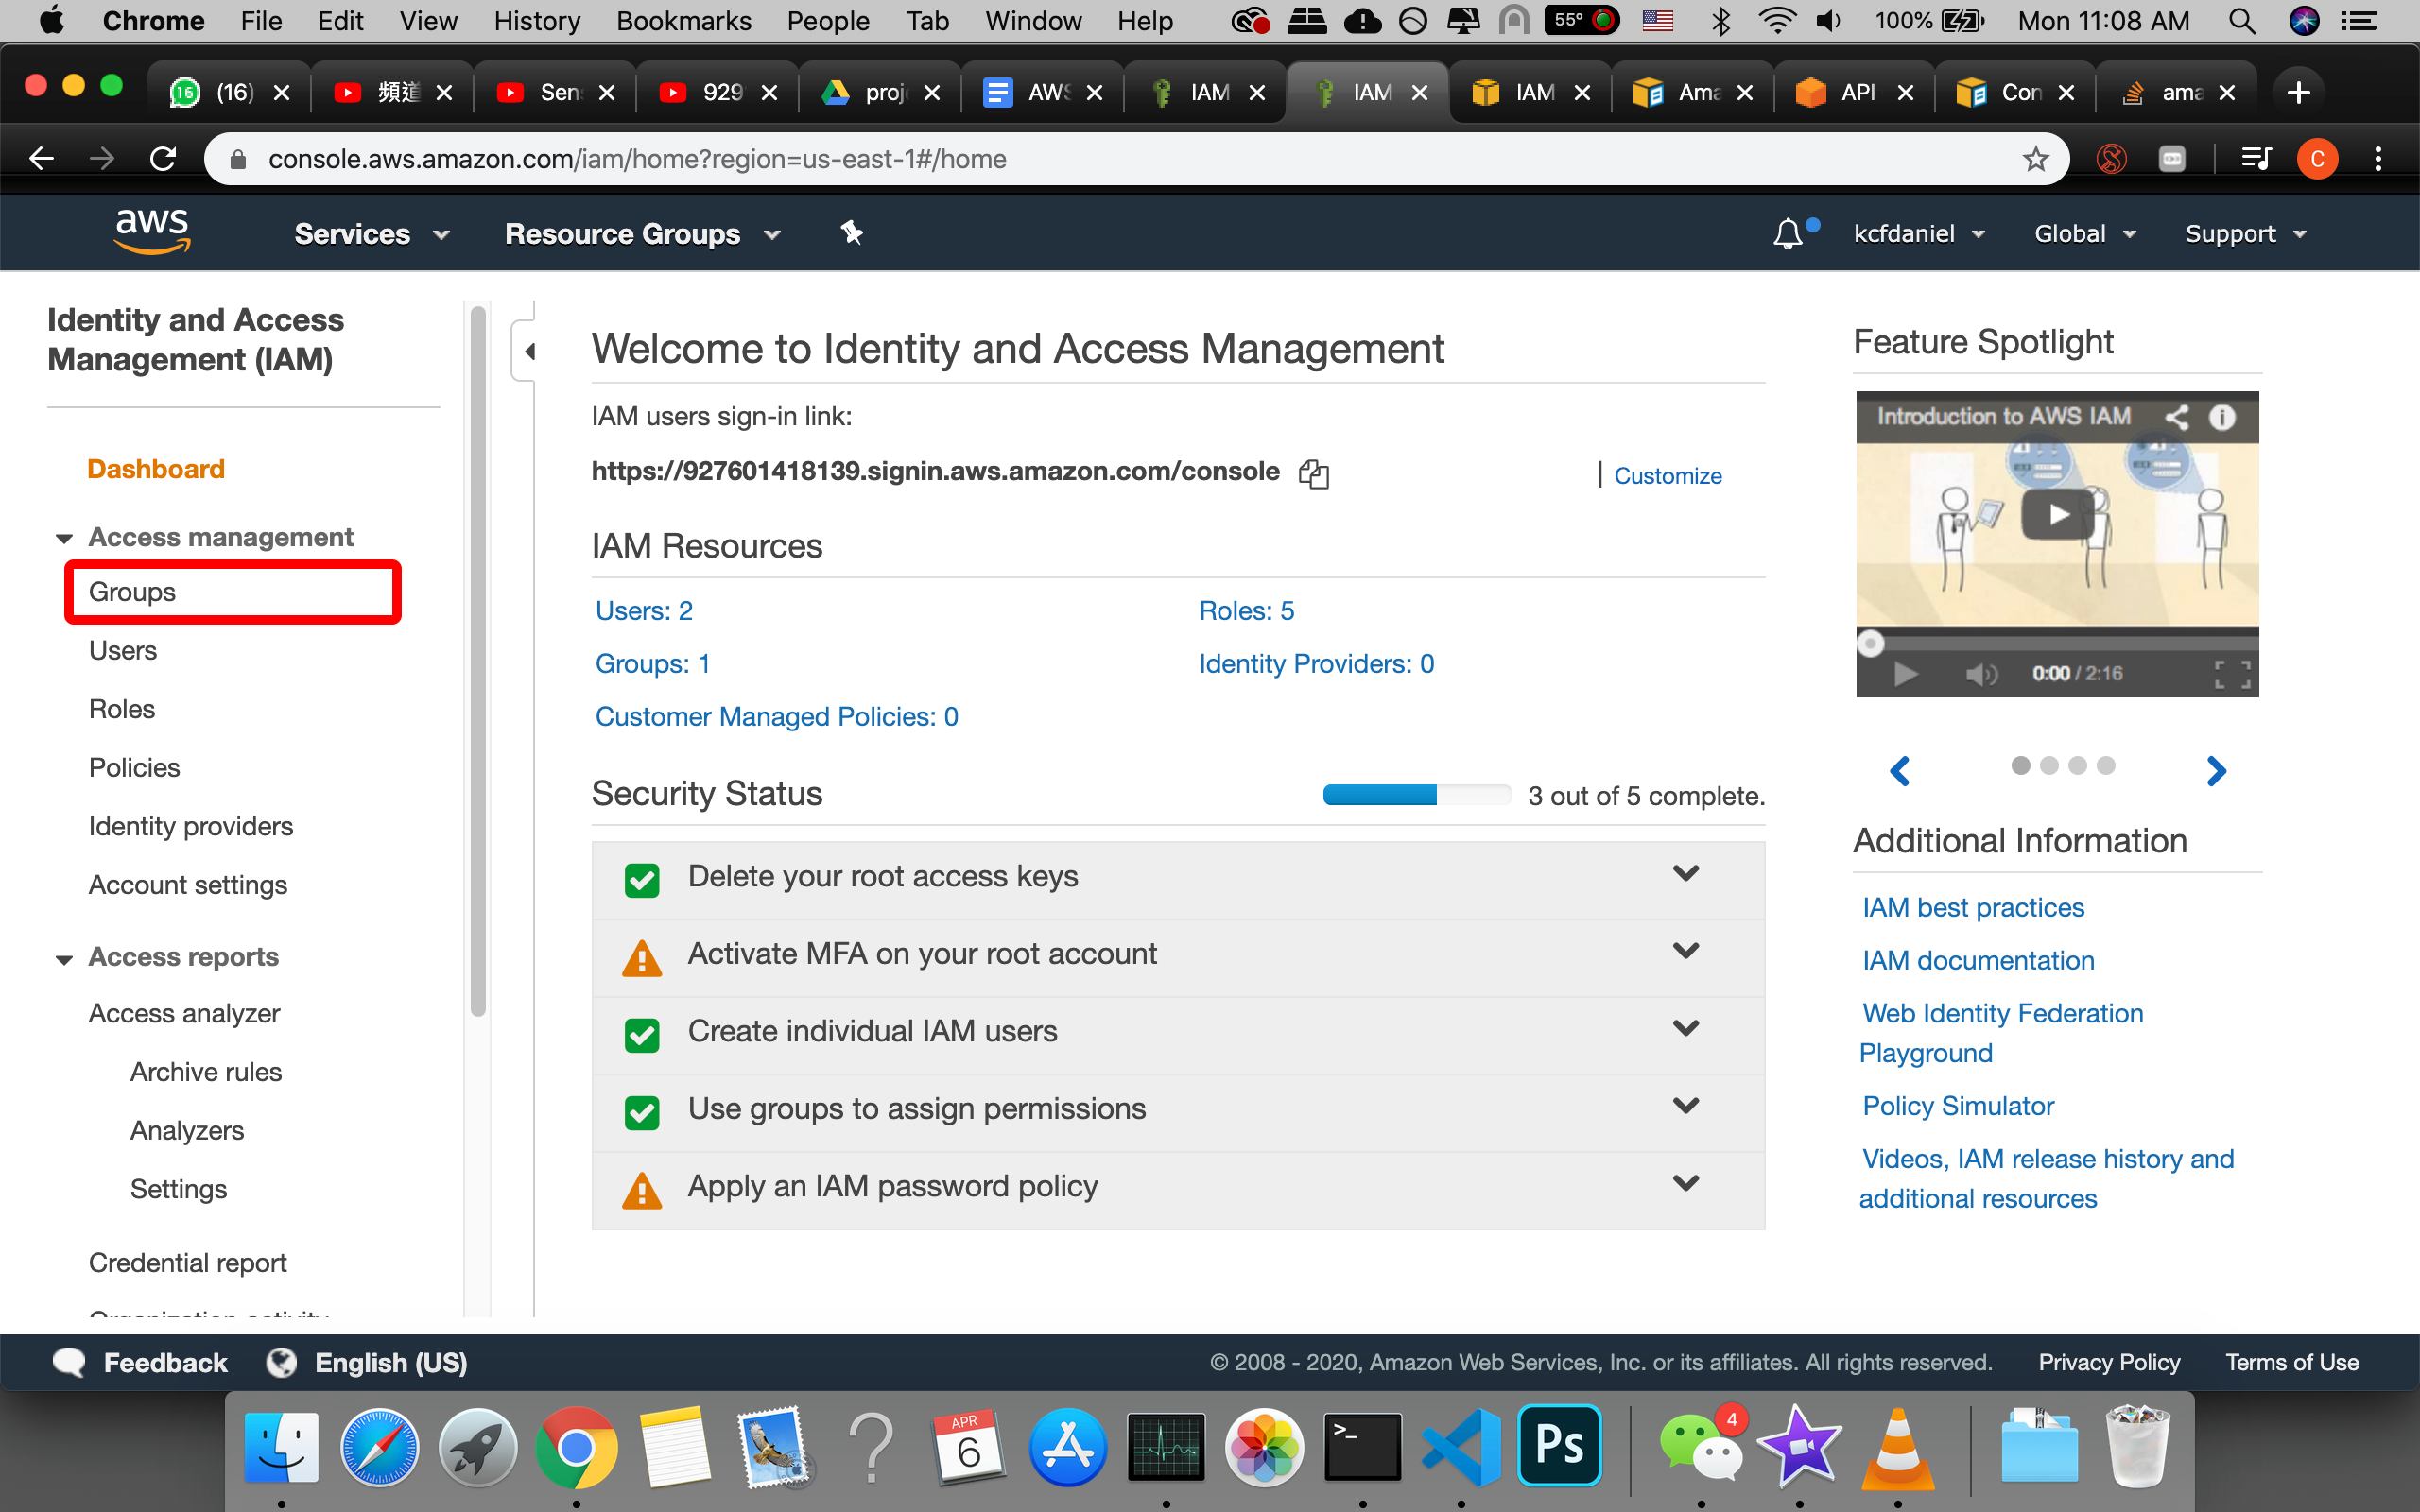 Chrome File Edit View History Bookmarks People Tab Window Help 55° 100% Mon 11:08 AM
16 (16) 頻道 Sen 929 proj AWS IAM IAM IAM Ama API Con ama
console.aws.amazon.com/iam/home?region=us-east-1#/home C
aws Services Resource Groups kcfdaniel Global Support
Identity and Access
Management (IAM)
Dashboard
Access management
Groups
Users
Roles
Policies
Identity providers
Account settings
Access reports
Access analyzer
Archive rules
Analyzers
Settings
Credential report
Welcome to Identity and Access Management
IAM users sign-in link:
https://927601418139.signin.aws.amazon.com/console | Customize
IAM Resources
Users: 2 Roles: 5
Groups: 1 Identity Providers: 0
Customer Managed Policies: 0
Security Status 3 out of 5 complete.
Delete your root access keys
Activate MFA on your root account
Create individual IAM users
Use groups to assign permissions
Apply an IAM password policy
Feature Spotlight
Introduction to AWS IAM
0:00 / 2:16
Additional Information
IAM best practices
IAM documentation
Web Identity Federation
Playground
Policy Simulator
Videos, IAM release history and
additional resources
Feedback English (US) © 2008 - 2020, Amazon Web Services, Inc. or its affiliates. All rights reserved. Privacy Policy Terms of Use
APR
6
>_
Ps
4